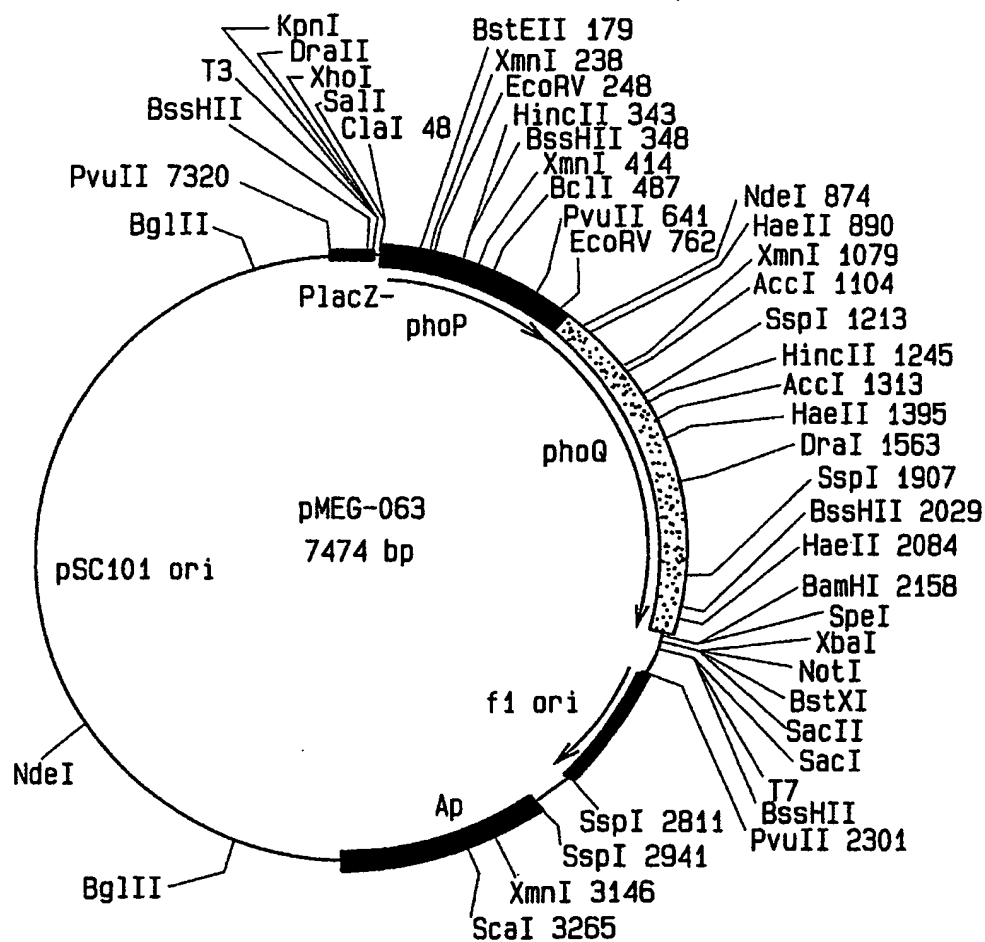 KpnI
DraII
XhoI
SalI
ClaI 48
T3
BssHII
PvuII 7320
BglII
BstEII 179
XmnI 238
EcoRV 248
HincII 343
BssHII 348
XmnI 414
BclI 487
PvuII 641
EcoRV 762
NdeI 874
HaeII 890
XmnI 1079
AccI 1104
SspI 1213
HincII 1245
AccI 1313
HaeII 1395
DraI 1563
SspI 1907
BssHII 2029
HaeII 2084
BamHI 2158
SpeI
XbaI
NotI
BstXI
SacII
SacI
T7
BssHII
PvuII 2301
PlacZ-
phoP
phoQ
pMEG-063
7474 bp
pSC101 ori
f1 ori
Ap
NdeI
BglII
SspI 2811
SspI 2941
XmnI 3146
ScaI 3265